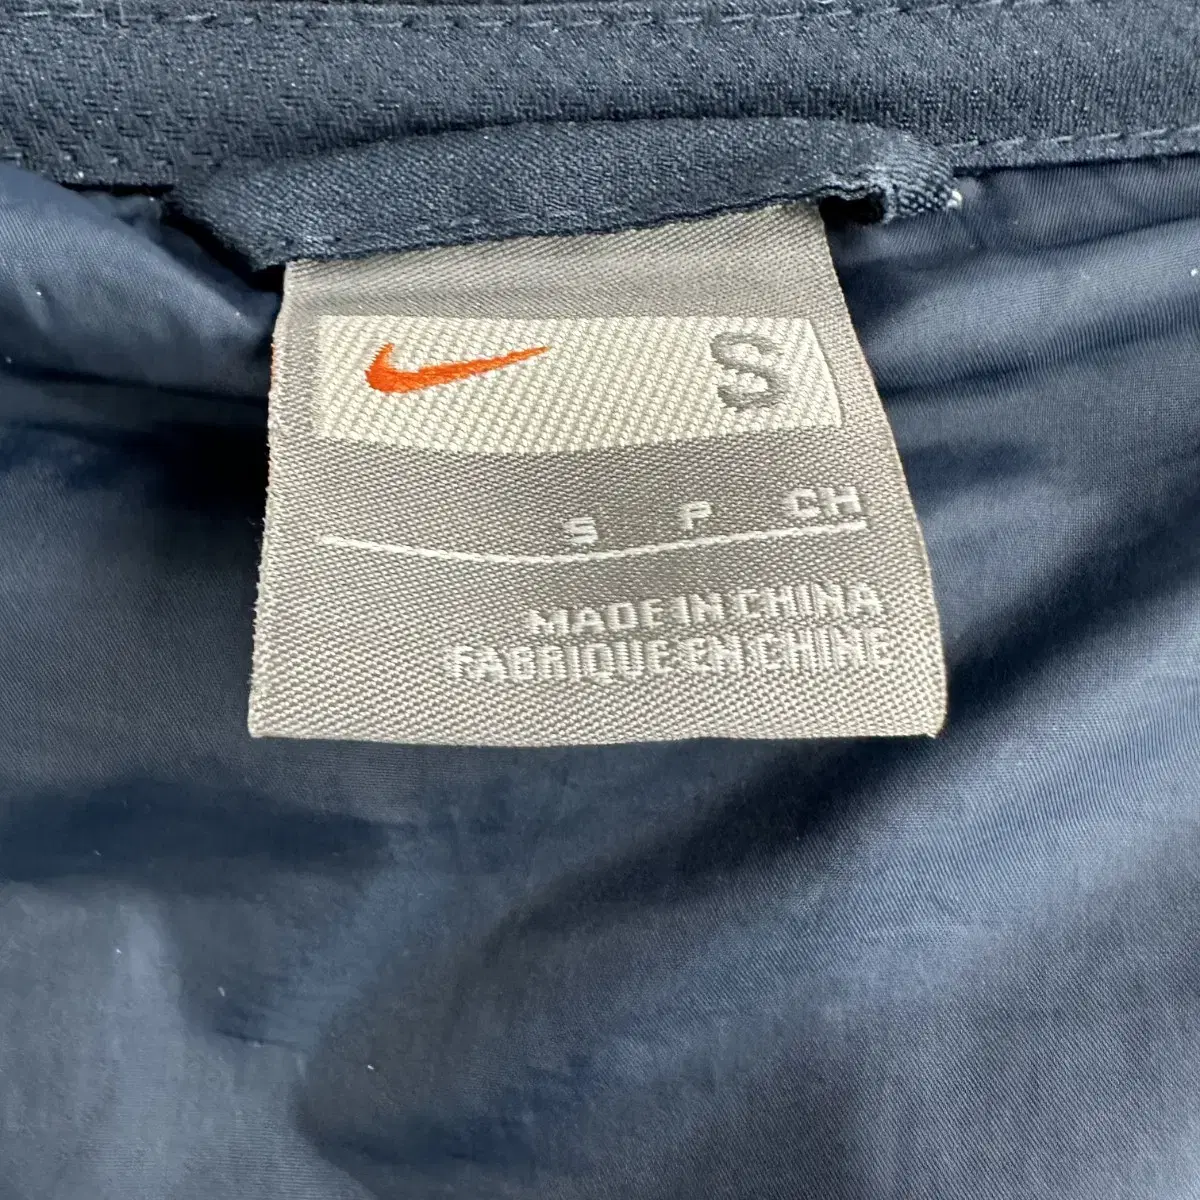 S
S P CH
MADE IN CHINA
FABRIQUE EN CHINE